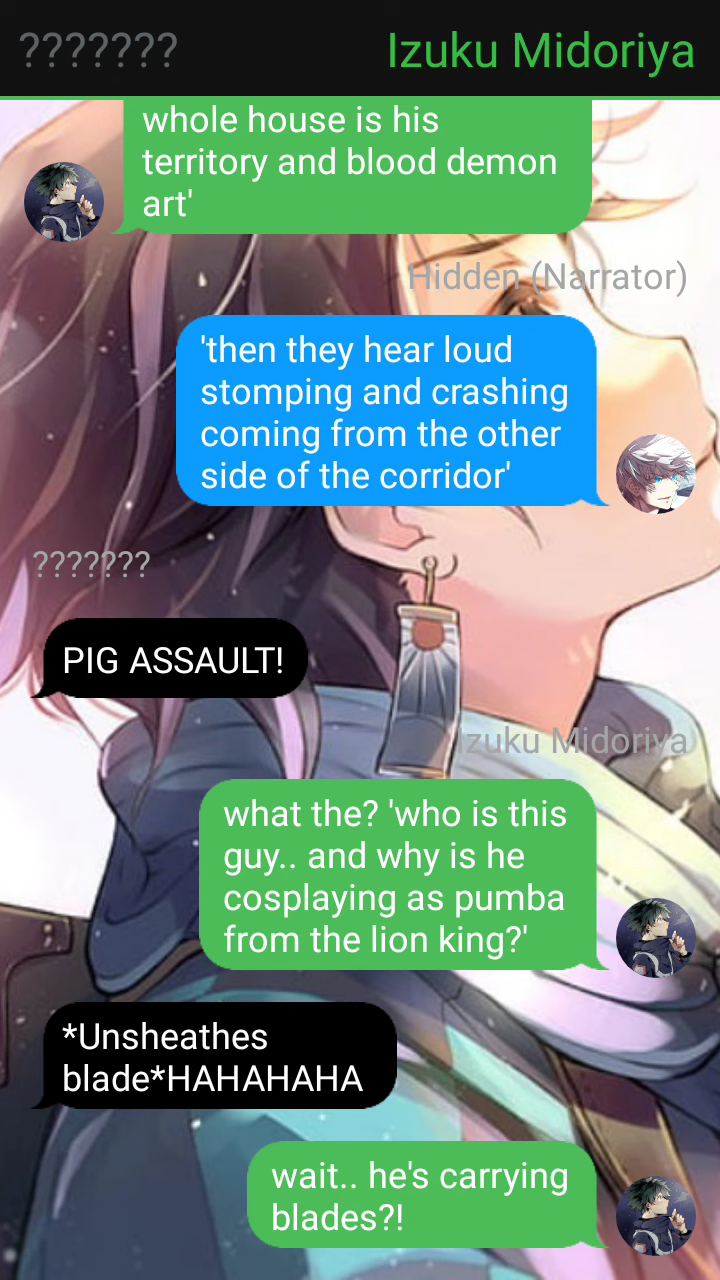 ???????
Izuku Midoriya
whole house is his
territory and blood demon
art'
Hidden (Narrator)
'then they hear loud
stomping and crashing
coming from the other
side of the corridor'
???????
PIG ASSAULT!
Izuku Midoriya
what the? 'who is this
guy.. and why is he
cosplaying as pumba
from the lion king?'
*Unsheathes
blade*HAHAHAHA
wait.. he's carrying
blades?!